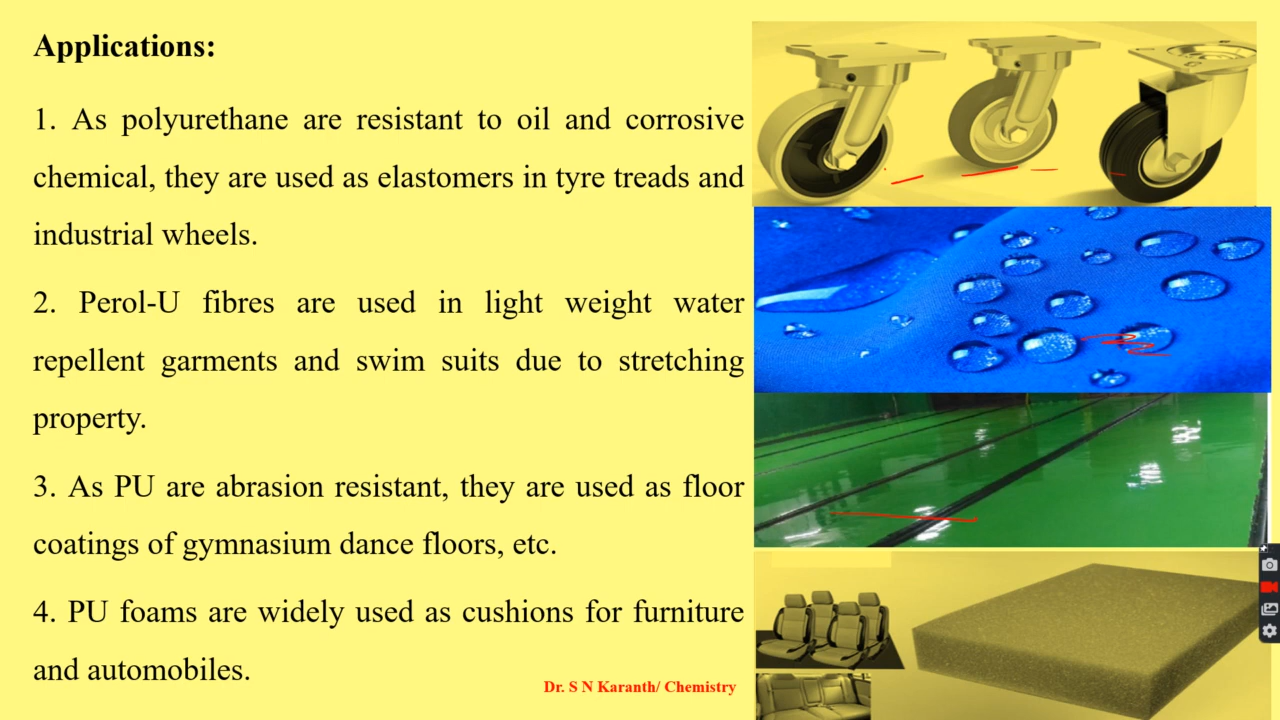 Applications:
1. As polyurethane are resistant to oil and corrosive
chemical, they are used as elastomers in tyre treads and
industrial wheels.
2. Perol-U fibres are used in light weight water
repellent garments and swim suits due to stretching
property.
3. As PU are abrasion resistant, they are used as floor
coatings of gymnasium dance floors, etc.
4. PU foams are widely used as cushions for furniture
and automobiles.
Dr. S N Karanth/ Chemistry